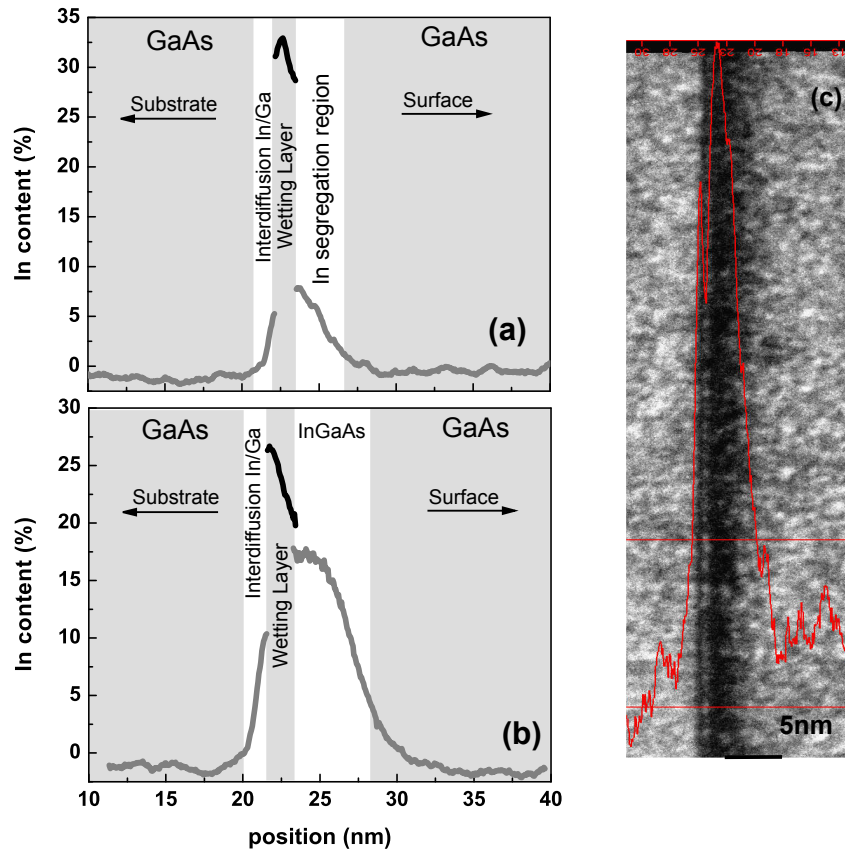 35
30
25
20
15
10
5
0
In content (%)
GaAs
GaAs
Substrate
Surface
Interdiffusion In/Ga
Wetting Layer
In segregation region
(a)
30
25
20
15
10
5
0
In content (%)
GaAs
InGaAs
GaAs
Substrate
Surface
Interdiffusion In/Ga
Wetting Layer
(b)
10 15 20 25 30 35 40
position (nm)
(c)
5nm